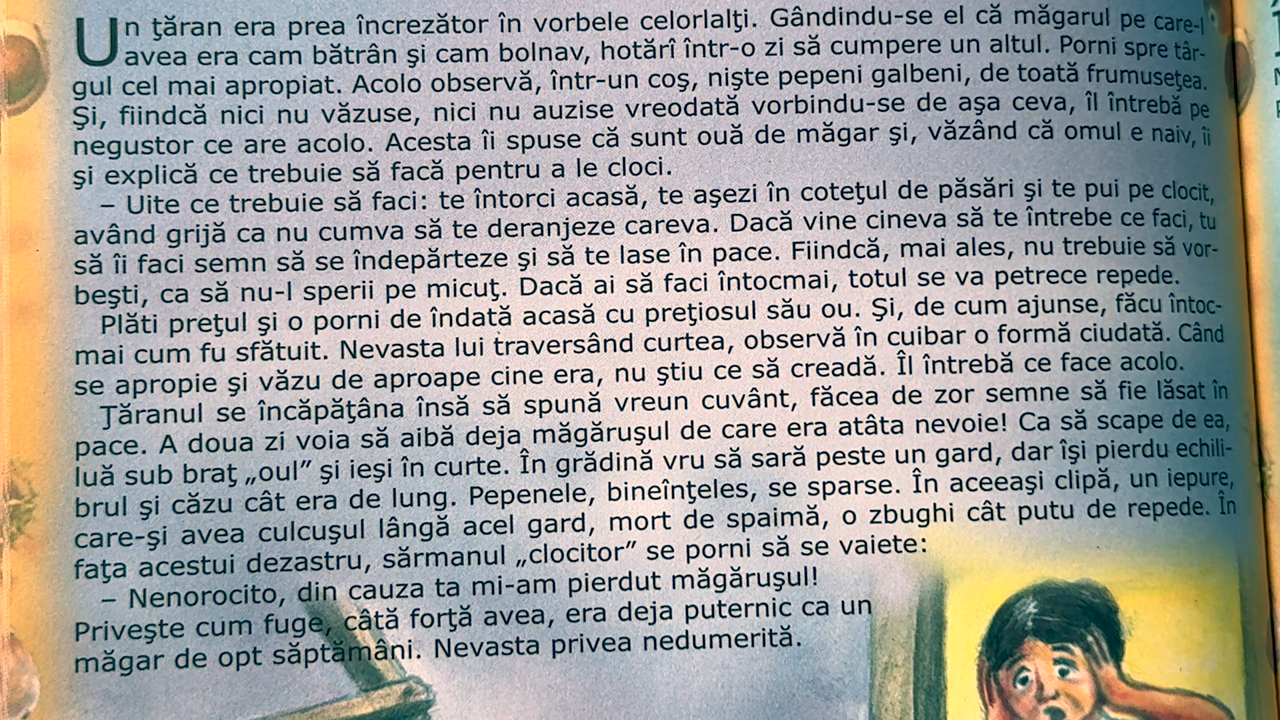 Un ţăran era prea încrezător în vorbele celorlalţi. Gândindu-se el că măgarul pe care-l
avea era cam bătrân şi cam bolnav, hotărî într-o zi să cumpere un altul. Porni spre târ-
gul cel mai apropiat. Acolo observă, într-un coş, nişte pepeni galbeni, de toată frumuseţea.
Şi, fiindcă nici nu văzuse, nici nu auzise vreodată vorbindu-se de aşa ceva, îl întrebă pe
negustor ce are acolo. Acesta îi spuse că sunt ouă de măgar şi, văzând că omul e naiv, îi
şi explică ce trebuie să facă pentru a le cloci.
– Uite ce trebuie să faci: te întorci acasă, te aşezi în coteţul de păsări şi te pui pe clocit,
având grijă ca nu cumva să te deranjeze careva. Dacă vine cineva să te întrebe ce faci, tu
să îi faci semn să se îndepărteze şi să te lase în pace. Fiindcă, mai ales, nu trebuie să vor-
beşti, ca să nu-l sperii pe micuţ. Dacă ai să faci întocmai, totul se va petrece repede.
Plăti preţul şi o porni de îndată acasă cu preţiosul său ou. Şi, de cum ajunse, făcu întoc-
mai cum fu sfătuit. Nevasta lui traversând curtea, observă în cuibar o formă ciudată. Când
se apropie şi văzu de aproape cine era, nu ştiu ce să creadă. Îl întrebă ce face acolo.
Ţăranul se încăpăţâna însă să spună vreun cuvânt, făcea de zor semne să fie lăsat în
pace. A doua zi voia să aibă deja măgăruşul de care era atâta nevoie! Ca să scape de ea,
luă sub braţ „oul” şi ieşi în curte. În grădină vru să sară peste un gard, dar îşi pierdu echili-
brul şi căzu cât era de lung. Pepenele, bineînţeles, se sparse. În aceeaşi clipă, un iepure,
care-şi avea culcuşul lângă acel gard, mort de spaimă, o zbughi cât putu de repede. În
faţa acestui dezastru, sărmanul „clocitor” se porni să se vaiete:
– Nenorocito, din cauza ta mi-am pierdut măgăruşul!
Priveşte cum fuge, câtă forţă avea, era deja puternic ca un
măgar de opt săptămâni. Nevasta privea nedumerită.